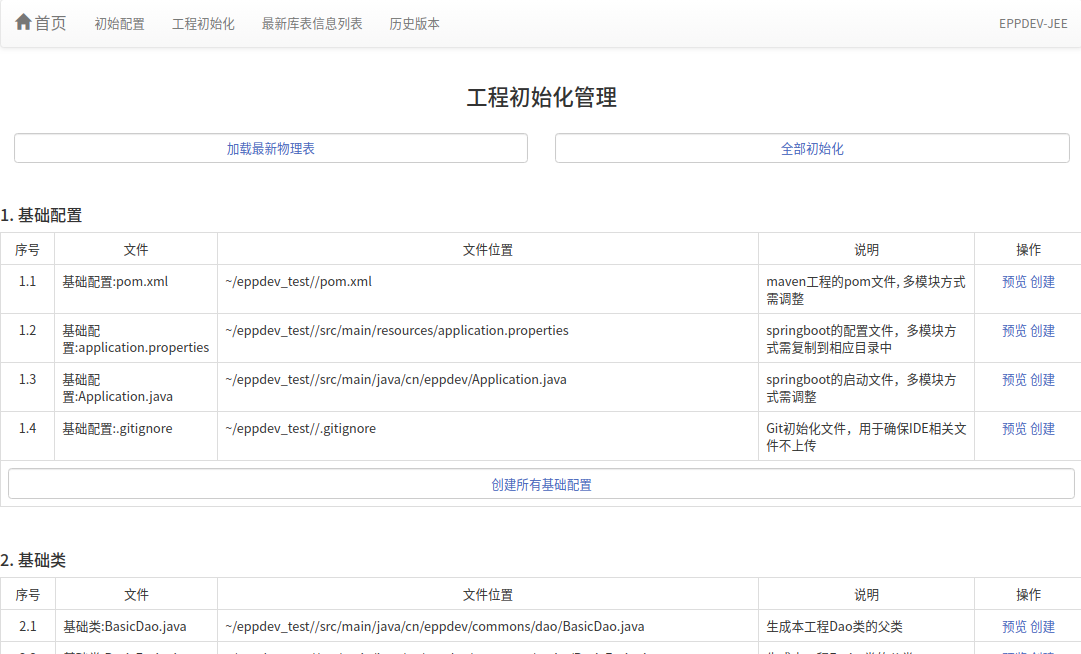 首页 初始配置 工程初始化 最新库表信息列表 历史版本 EPPDEV-JEE
工程初始化管理
加载最新物理表 全部初始化
1. 基础配置
序号 文件 文件位置 说明 操作
1.1 基础配置:pom.xml ~/eppdev_test//pom.xml maven工程的pom文件, 多模块方式
需调整 预览 创建
1.2 基础配
置:application.properties ~/eppdev_test//src/main/resources/application.properties springboot的配置文件，多模块方
式需复制到相应目录中 预览 创建
1.3 基础配
置:Application.java ~/eppdev_test//src/main/java/cn/eppdev/Application.java springboot的启动文件，多模块方
式需调整 预览 创建
1.4 基础配置:.gitignore ~/eppdev_test//.gitignore Git初始化文件，用于确保IDE相关文
件不上传 预览 创建
创建所有基础配置
2. 基础类
序号 文件 文件位置 说明 操作
2.1 基础类:BasicDao.java ~/eppdev_test//src/main/java/cn/eppdev/commons/dao/BasicDao.java 生成本工程Dao类的父类 预览 创建